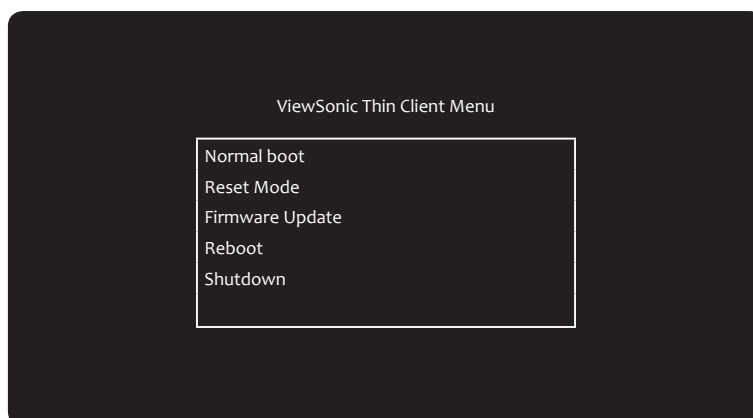 ViewSonic Thin Client Menu
Normal boot
Reset Mode
Firmware Update
Reboot
Shutdown